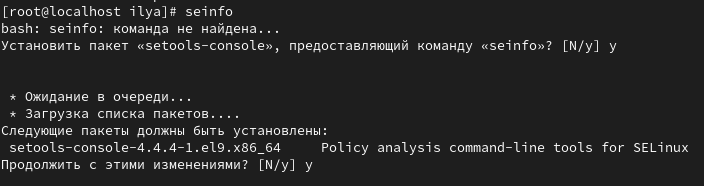 [root@localhost ilya]# seinfo
bash: seinfo: команда не найдена...
Установить пакет «setools-console», предоставляющий команду «seinfo»? [N/y] y
* Ожидание в очереди...
* Загрузка списка пакетов....
Следующие пакеты должны быть установлены:
setools-console-4.4.4-1.el9.x86_64 Policy analysis command-line tools for SELinux
Продолжить с этими изменениями? [N/y] y